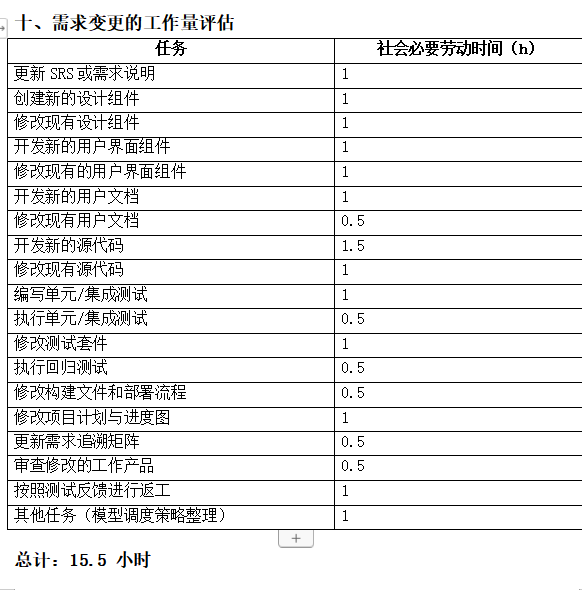 十、需求变更的工作量评估
任务 社会必要劳动时间（h）
更新 SRS 或需求说明 1
创建新的设计组件 1
修改现有设计组件 1
开发新的用户界面组件 1
修改现有的用户界面组件 1
开发新的用户文档 1
修改现有用户文档 0.5
开发新的源代码 1.5
修改现有源代码 1
编写单元/集成测试 1
执行单元/集成测试 0.5
修改测试套件 1
执行回归测试 0.5
修改构建文件和部署流程 0.5
修改项目计划与进度图 1
更新需求追溯矩阵 0.5
审查修改的工作产品 0.5
按照测试反馈进行返工 1
其他任务（模型调度策略整理） 1
总计：15.5 小时